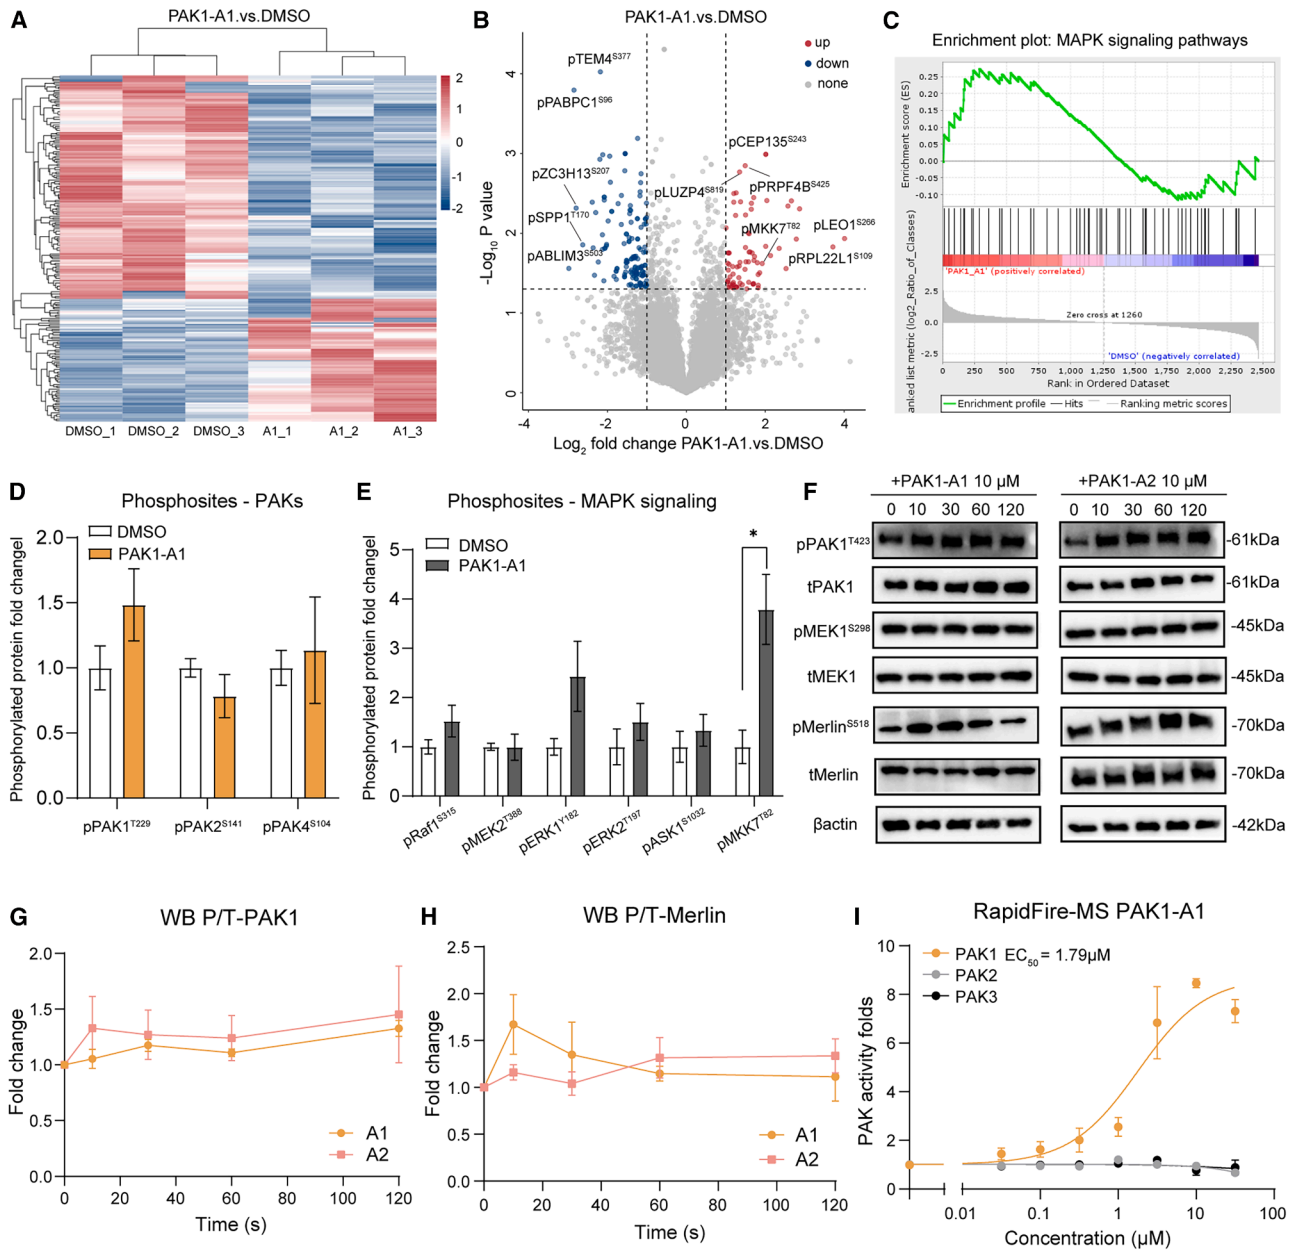 A
PAK1-A1.vs.DMSO
2
1
0
-1
-2
DMSO_1
DMSO_2
DMSO_3
A1_1
A1_2
A1_3
B
PAK1-A1.vs.DMSO
up
down
none
pTEM4S377
pPABPC1S96
pZC3H13S207
pSPP1T170
pABLIM3S503
pCEP135S243
pLUZP4S819
pPRPF4BS425
pMKK7T82
pLEO1S266
pRPL22L1S109
-Log10 P value
4
3
2
1
0
-4
-2
0
2
4
Log2 fold change PAK1-A1.vs.DMSO
C
Enrichment plot: MAPK signaling pathways
Enrichment score (ES)
0.25
0.20
0.15
0.10
0.05
0.00
-0.05
-0.10
'PAK1_A1' (positively correlated)
Zero cross at 1260
'DMSO' (negatively correlated)
anked list metric (log2_Ratio_of_Classes)
2.5
0.0
-2.5
0
250
500
750
1,000
1,250
1,500
1,750
2,000
2,250
2,500
Rank in Ordered Dataset
Enrichment profile
Hits
Ranking metric scores
D
Phosphosites - PAKs
DMSO
PAK1-A1
Phosphorylated protein fold changel
2.0
1.5
1.0
0.5
0.0
pPAK1T229
pPAK2S141
pPAK4S104
E
Phosphosites - MAPK signaling
DMSO
PAK1-A1
*
Phosphorylated protein fold changel
5
4
3
2
1
0
pRaf1S315
pMEK2T388
pERK1Y182
pERK2T197
pASK1S1032
pMKK7T82
F
+PAK1-A1 10 μM
+PAK1-A2 10 μM
0 10 30 60 120
0 10 30 60 120
pPAK1T423
-61kDa
tPAK1
-61kDa
pMEK1S298
-45kDa
tMEK1
-45kDa
pMerlinS518
-70kDa
tMerlin
-70kDa
βactin
-42kDa
G
WB P/T-PAK1
Fold change
2.0
1.5
1.0
0.5
0.0
A1
A2
0 20 40 60 80 100 120
Time (s)
H
WB P/T-Merlin
Fold change
2.5
2.0
1.5
1.0
0.5
0.0
A1
A2
0 20 40 60 80 100 120
Time (s)
I
RapidFire-MS PAK1-A1
PAK1 EC50 = 1.79μM
PAK2
PAK3
PAK activity folds
10
8
6
4
2
0
0.01
0.1
1
10
100
Concentration (μM)